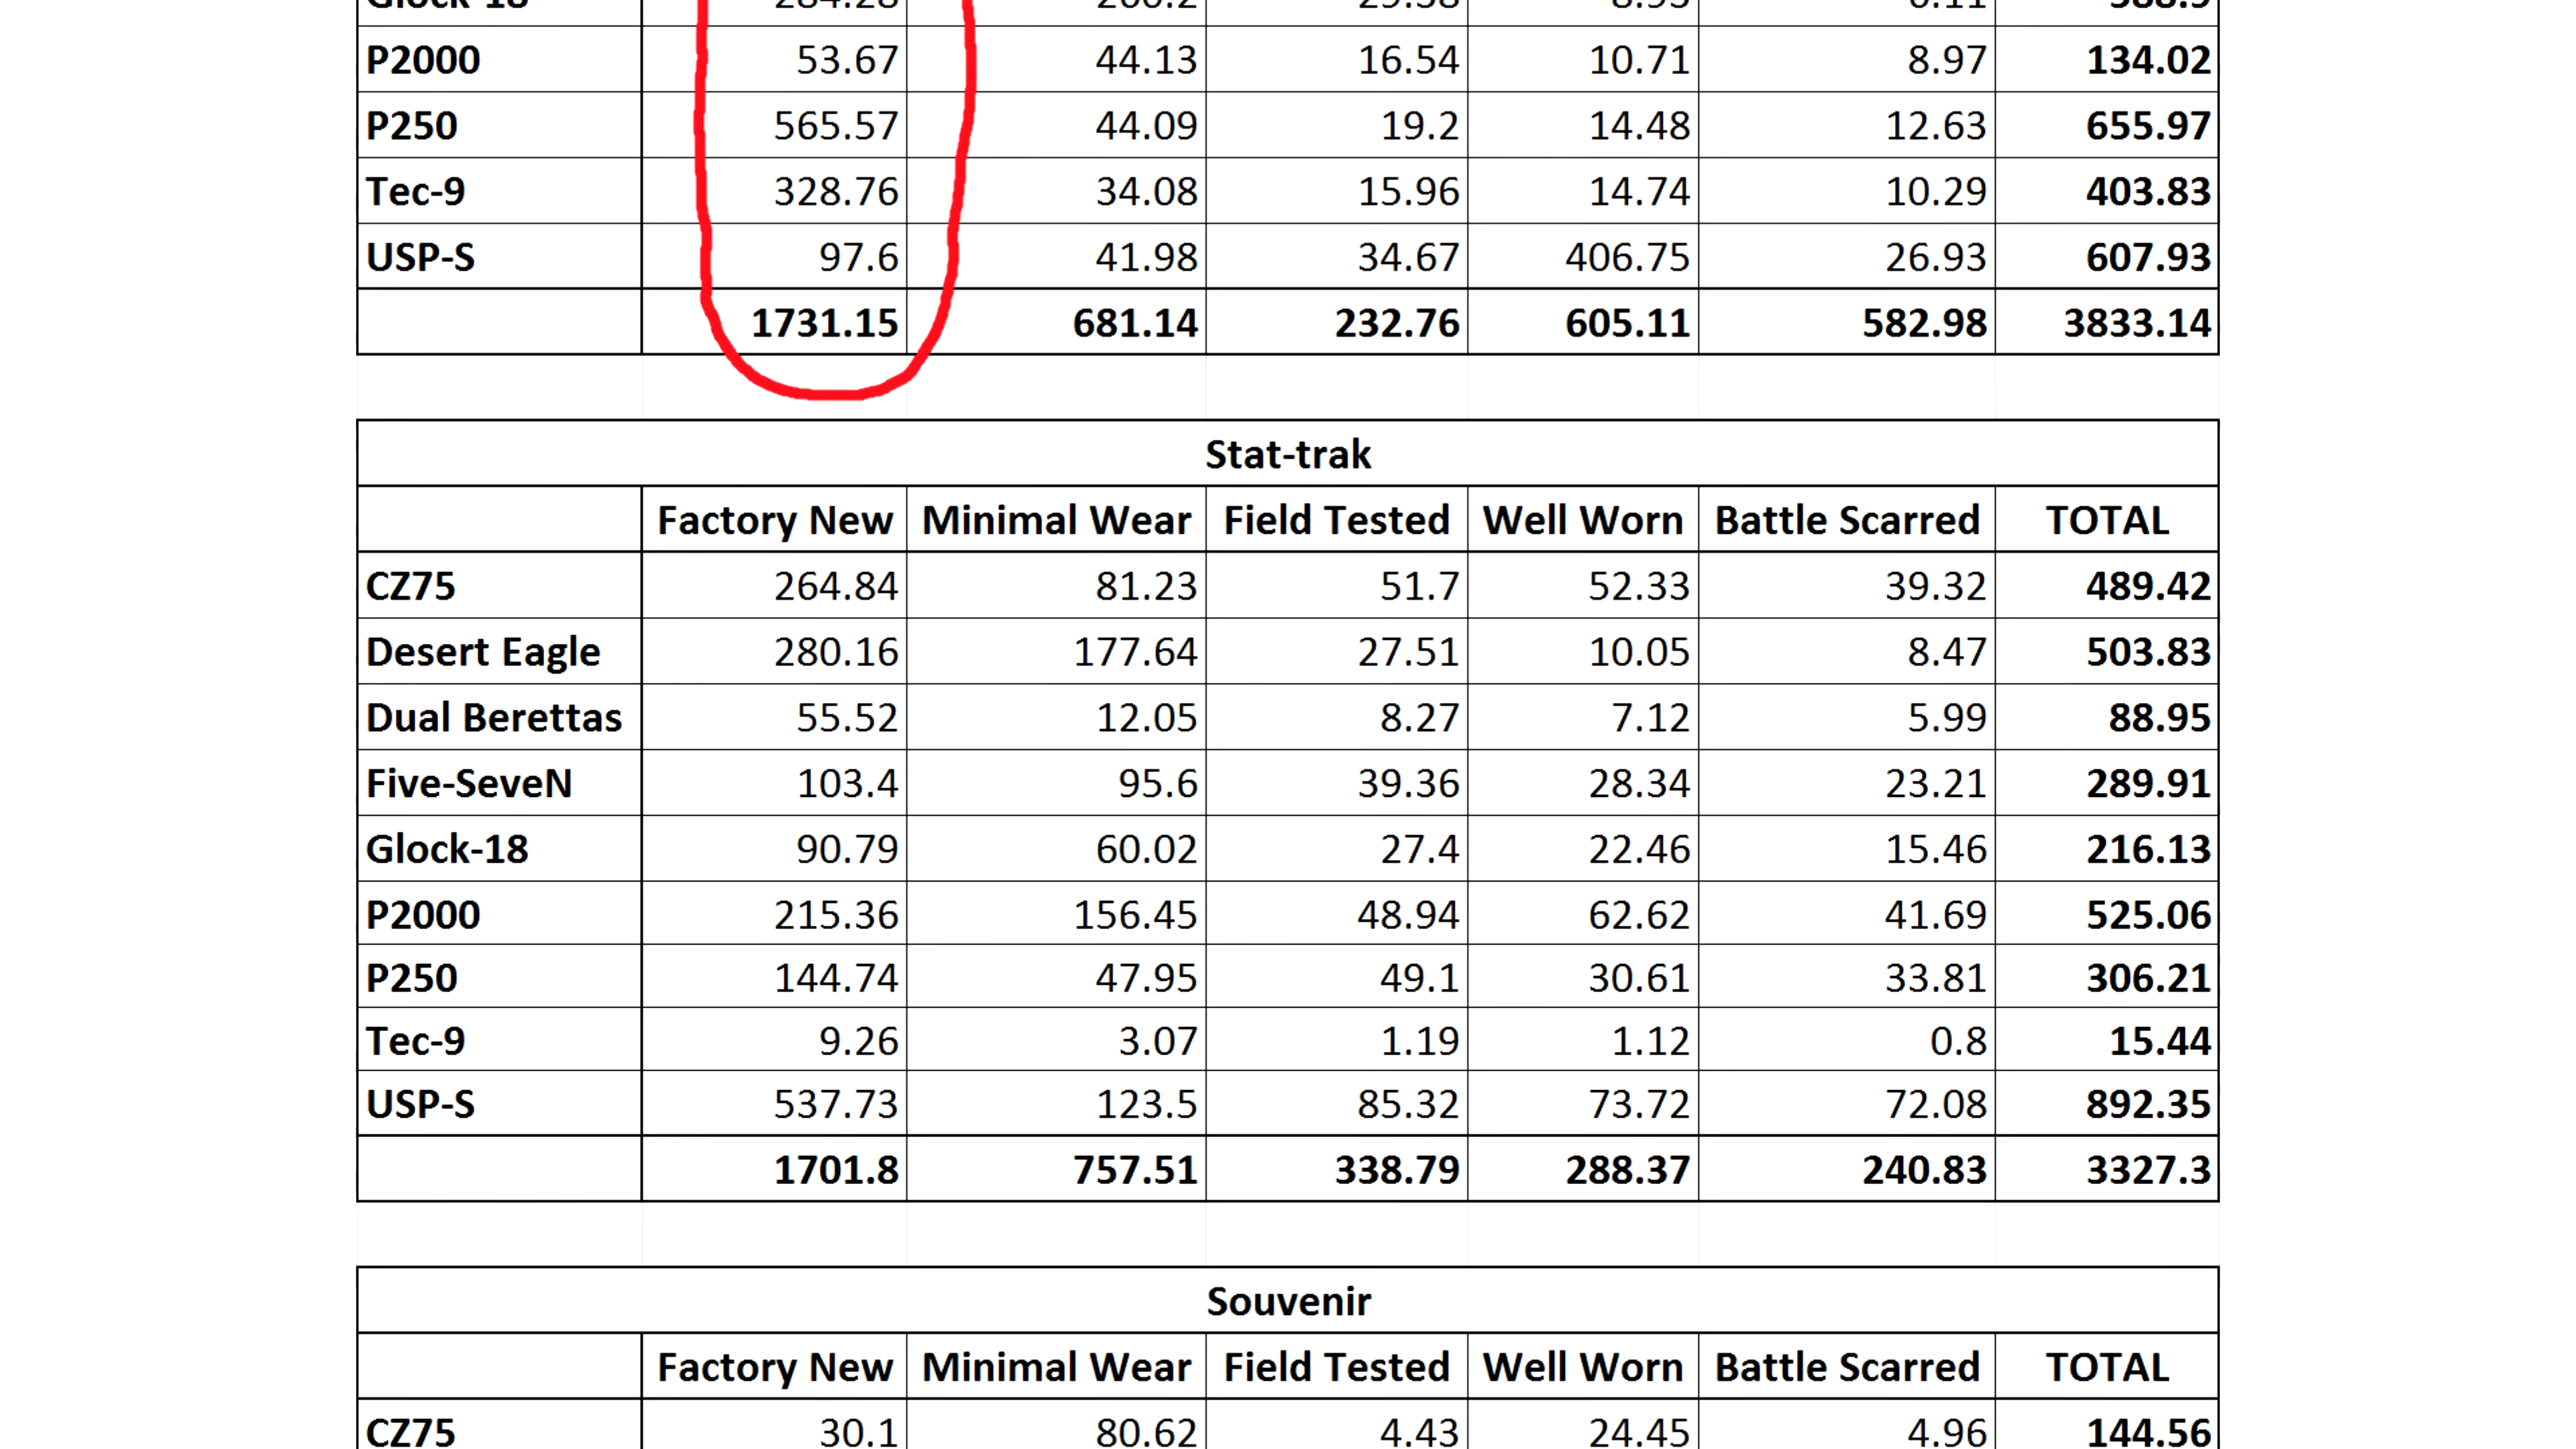 P2000 53.67 44.13 16.54 10.71 8.97 134.02
P250 565.57 44.09 19.2 14.48 12.63 655.97
Tec-9 328.76 34.08 15.96 14.74 10.29 403.83
USP-S 97.6 41.98 34.67 406.75 26.93 607.93
1731.15 681.14 232.76 605.11 582.98 3833.14
Stat-trak
Factory New Minimal Wear Field Tested Well Worn Battle Scarred TOTAL
CZ75 264.84 81.23 51.7 52.33 39.32 489.42
Desert Eagle 280.16 177.64 27.51 10.05 8.47 503.83
Dual Berettas 55.52 12.05 8.27 7.12 5.99 88.95
Five-SeveN 103.4 95.6 39.36 28.34 23.21 289.91
Glock-18 90.79 60.02 27.4 22.46 15.46 216.13
P2000 215.36 156.45 48.94 62.62 41.69 525.06
P250 144.74 47.95 49.1 30.61 33.81 306.21
Tec-9 9.26 3.07 1.19 1.12 0.8 15.44
USP-S 537.73 123.5 85.32 73.72 72.08 892.35
1701.8 757.51 338.79 288.37 240.83 3327.3
Souvenir
Factory New Minimal Wear Field Tested Well Worn Battle Scarred TOTAL
CZ75 30.1 80.62 4.43 24.45 4.96 144.56